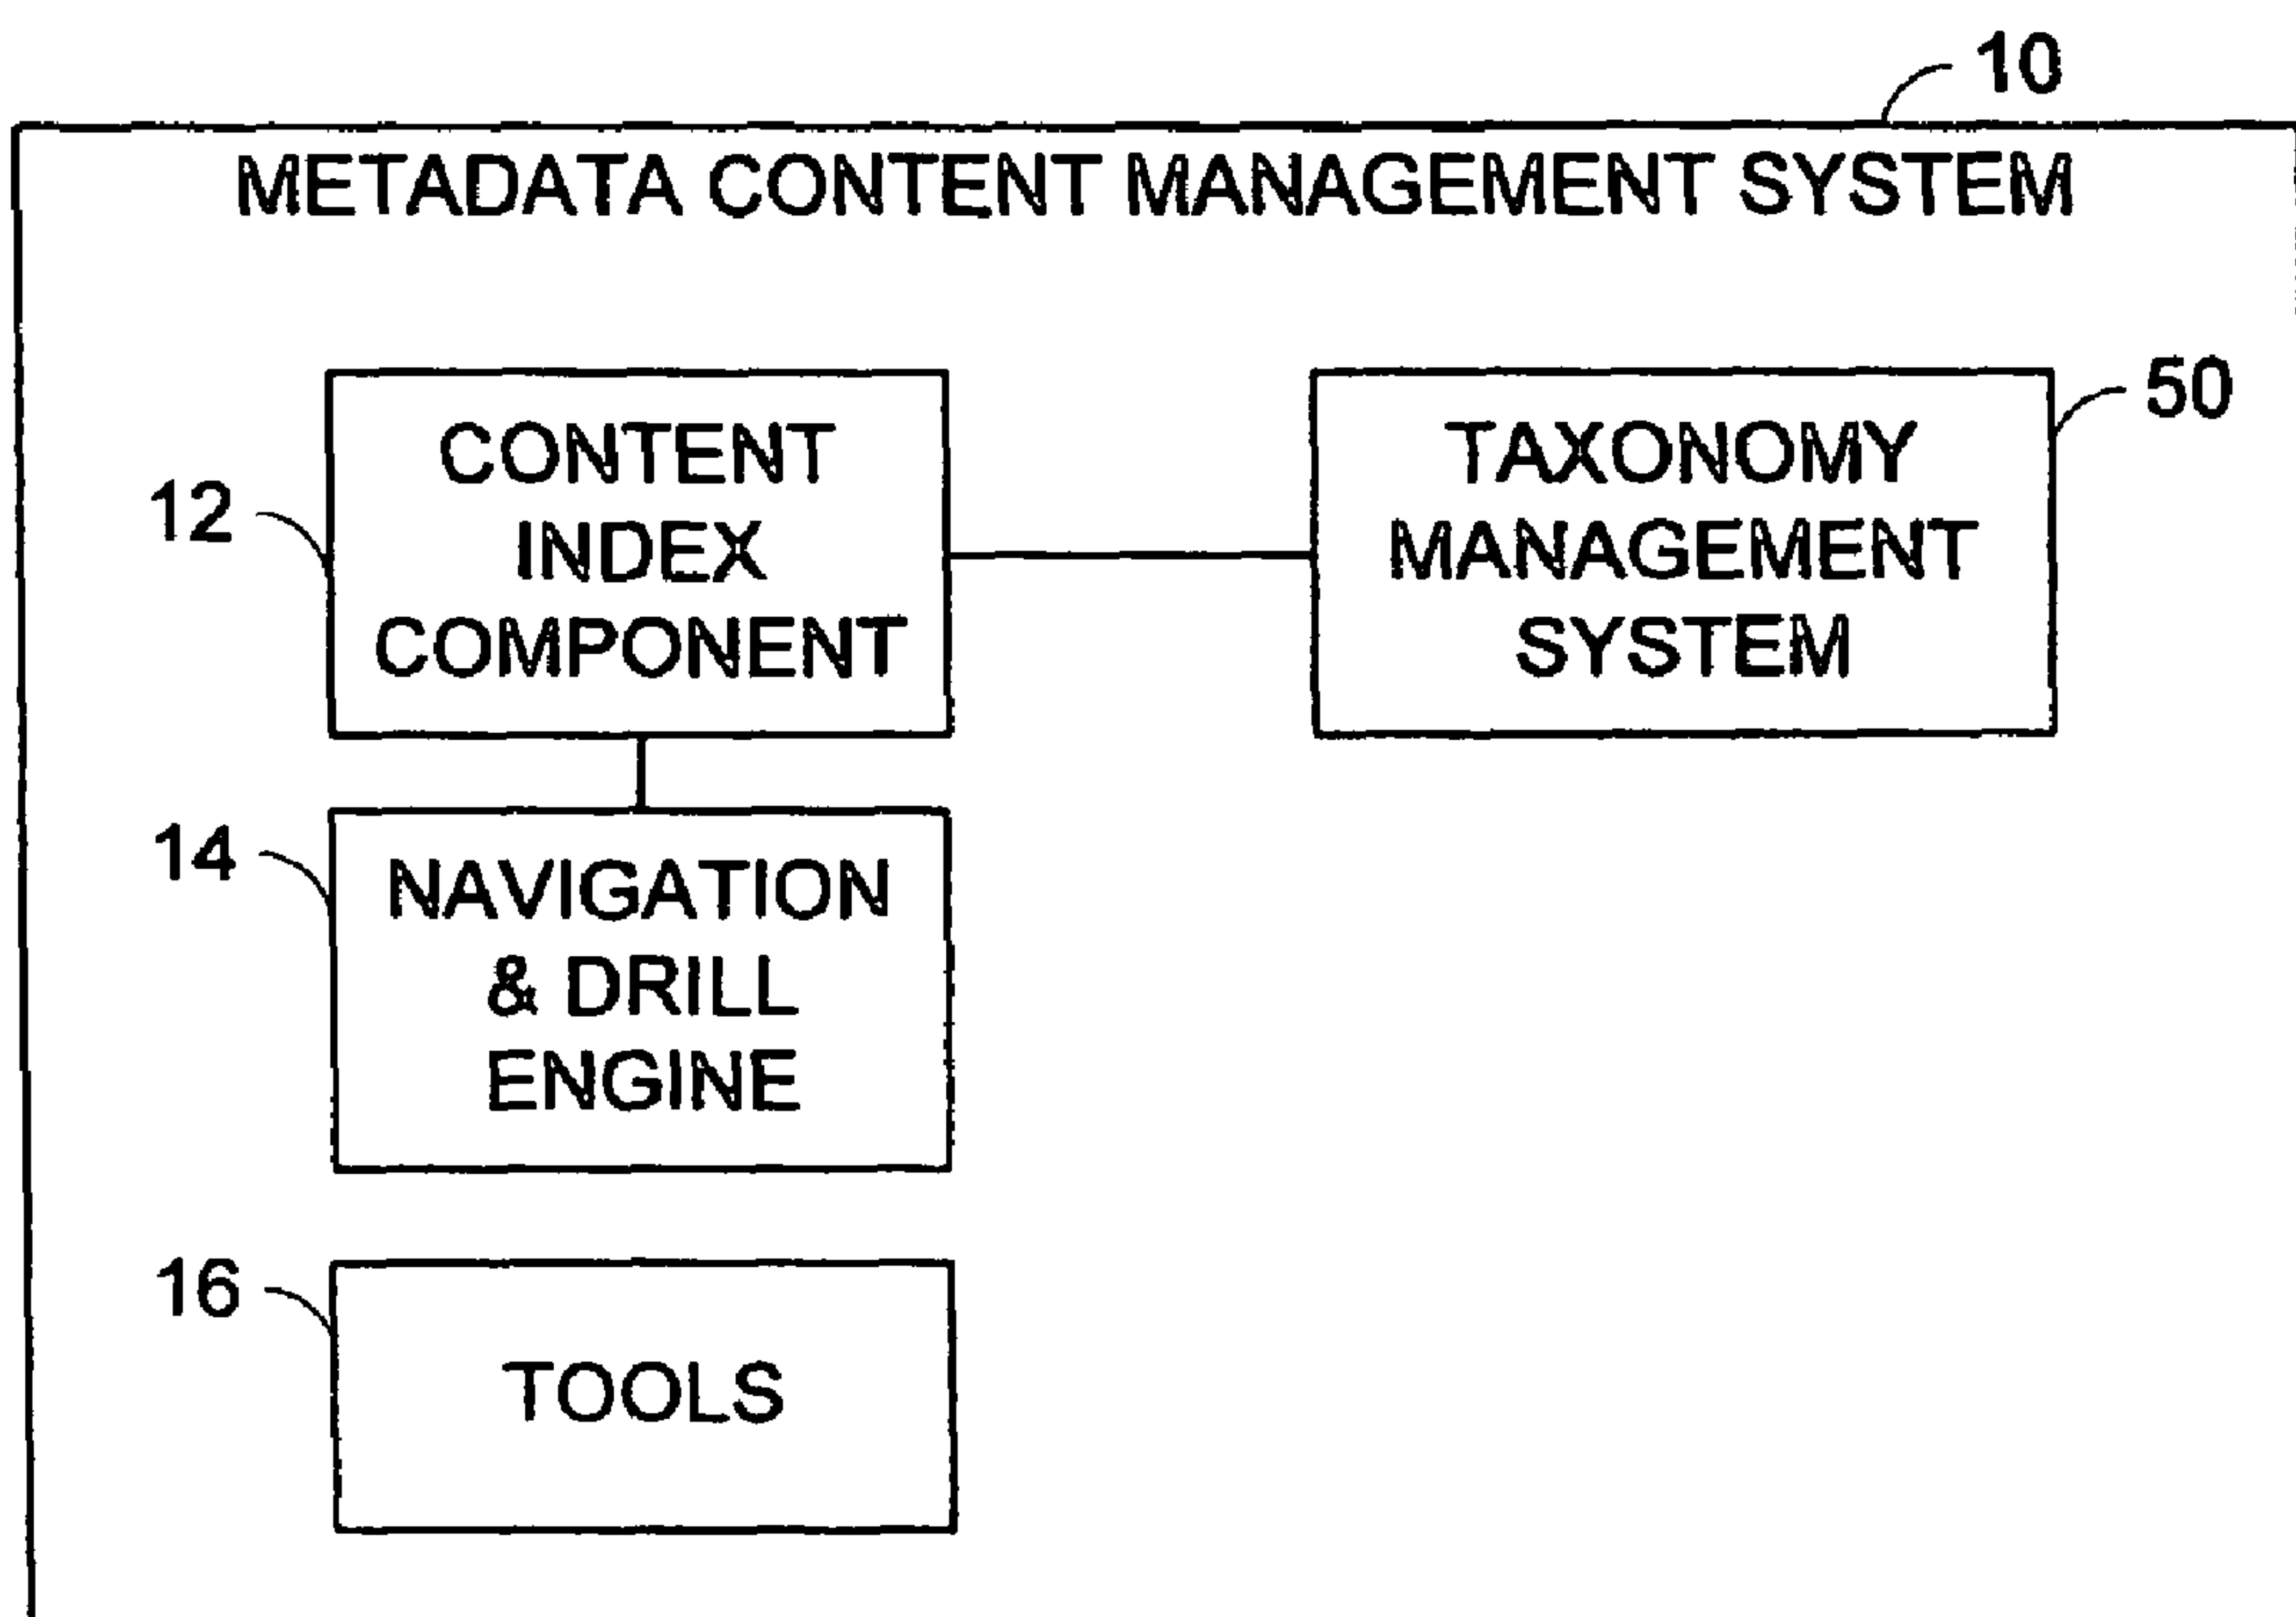 10
METADATA CONTENT MANAGEMENT SYSTEM
12
CONTENT
INDEX
COMPONENT
50
TAXONOMY
MANAGEMENT
SYSTEM
14
NAVIGATION
& DRILL
ENGINE
16
TOOLS